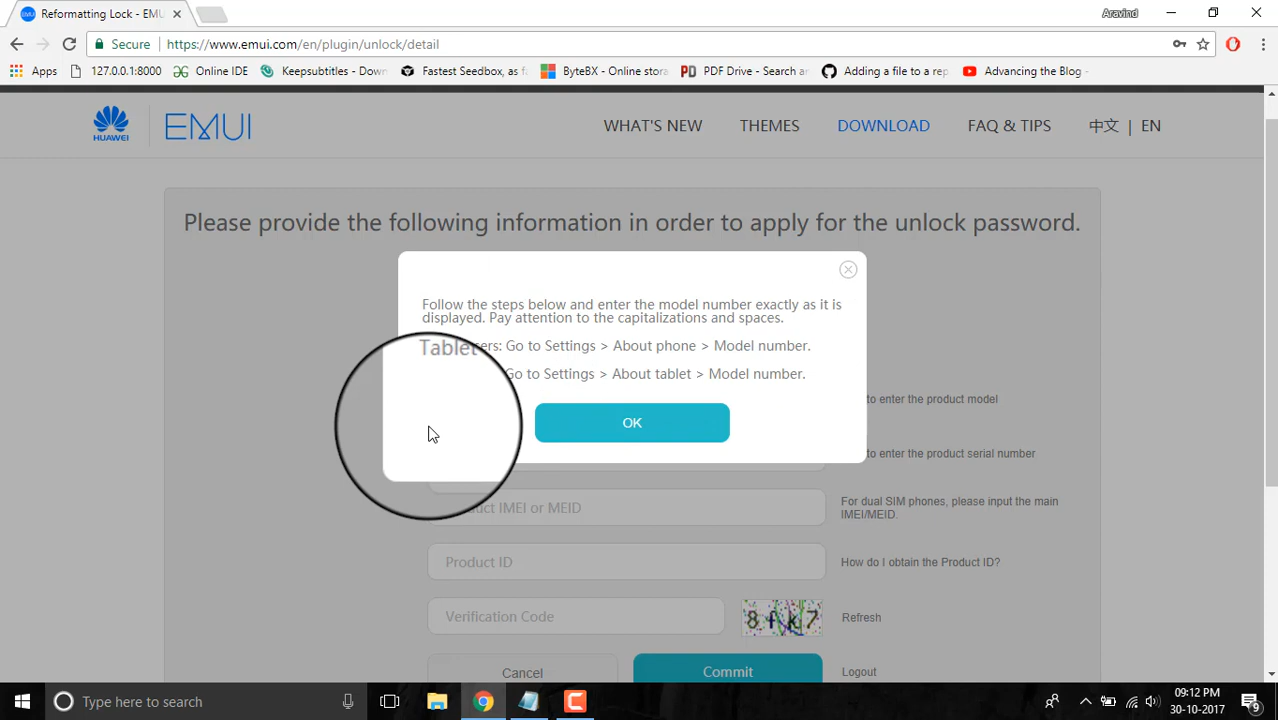 Reformatting Lock - EMU
Aravind
Secure
https://www.emui.com/en/plugin/unlock/detail
Apps
127.0.0.1:8000
Online IDE
Keepsubtitles - Down
Fastest Seedbox, as f
ByteBX - Online stora
PDF Drive - Search an
Adding a file to a rep
Advancing the Blog -
HUAWEI
EMUI
WHAT'S NEW
THEMES
DOWNLOAD
FAQ & TIPS
中文 | EN
Please provide the following information in order to apply for the unlock password.
Follow the steps below and enter the model number exactly as it is
displayed. Pay attention to the capitalizations and spaces.
Tablet sers: Go to Settings > About phone > Model number.
Go to Settings > About tablet > Model number.
OK
to enter the product model
to enter the product serial number
duct IMEI or MEID
For dual SIM phones, please input the main
IMEI/MEID.
Product ID
How do I obtain the Product ID?
Verification Code
8fk7
Refresh
Cancel
Commit
Logout
Type here to search
09:12 PM
30-10-2017
9